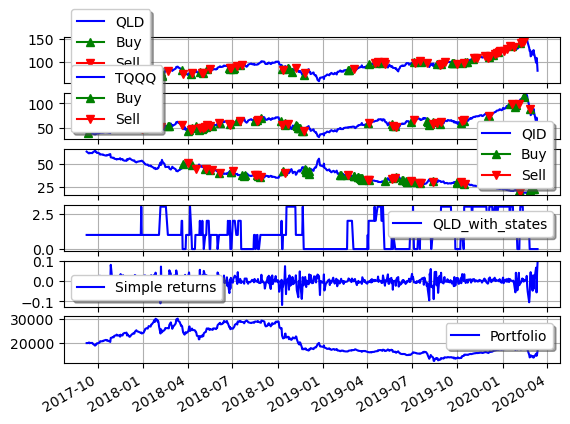 QLD
Buy
Sell
150
100
TQQQ
Buy
Sell
100
50
QID
Buy
Sell
50
25
2.5
0.0
QLD_with_states
0.1
0.0
−0.1
Simple returns
30000
20000
Portfolio
2017-10
2018-01
2018-04
2018-07
2018-10
2019-01
2019-04
2019-07
2019-10
2020-01
2020-04